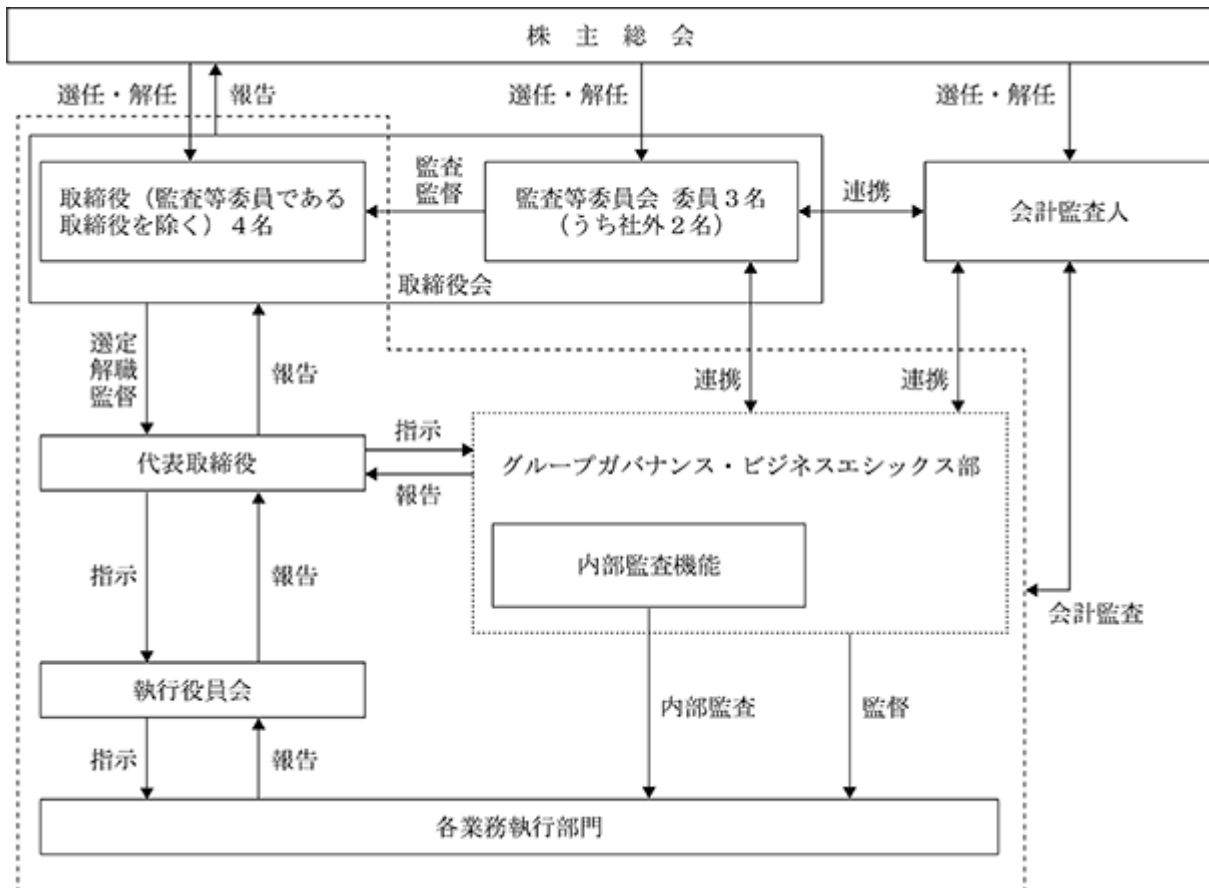 株主総会
選任・解任
報告
選任・解任
選任・解任
取締役（監査等委員である
取締役を除く）４名
監査
監督
監査等委員会 委員３名
（うち社外２名）
連携
会計監査人
取締役会
選定
解職
監督
報告
連携
連携
代表取締役
指示
報告
グループガバナンス・ビジネスエシックス部
内部監査機能
指示
報告
会計監査
執行役員会
内部監査
監督
指示
報告
各業務執行部門